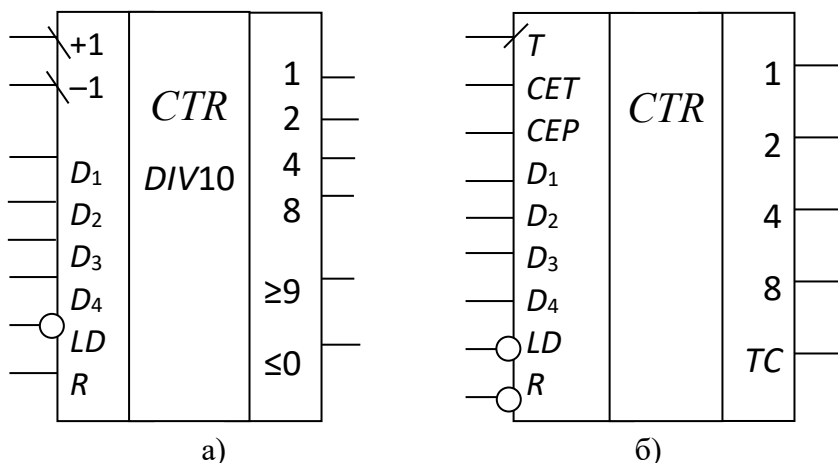 +1
–1
D1
D2
D3
D4
LD
R
CTR
DIV10
1
2
4
8
≥9
≤0
а)
T
CET
CEP
D1
D2
D3
D4
LD
R
CTR
1
2
4
8
TC
б)